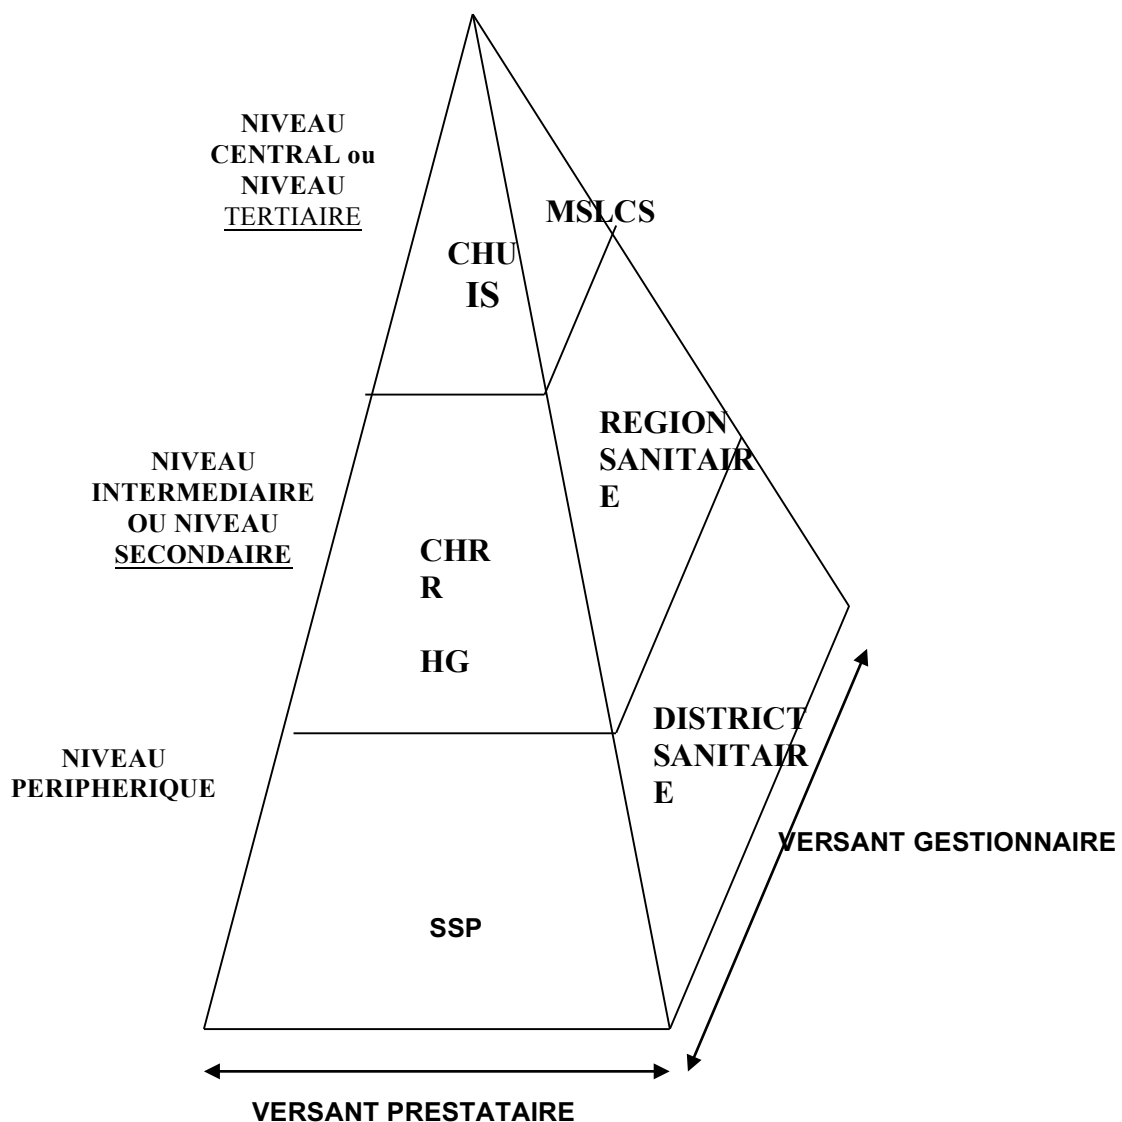 NIVEAU
CENTRAL ou
NIVEAU
TERTIAIRE
MSLCS
CHU
IS
REGION
SANITAIR
E
NIVEAU
INTERMEDIAIRE
OU NIVEAU
SECONDAIRE
CHR
R
HG
DISTRICT
SANITAIR
E
NIVEAU
PERIPHERIQUE
VERSANT GESTIONNAIRE
SSP
VERSANT PRESTATAIRE